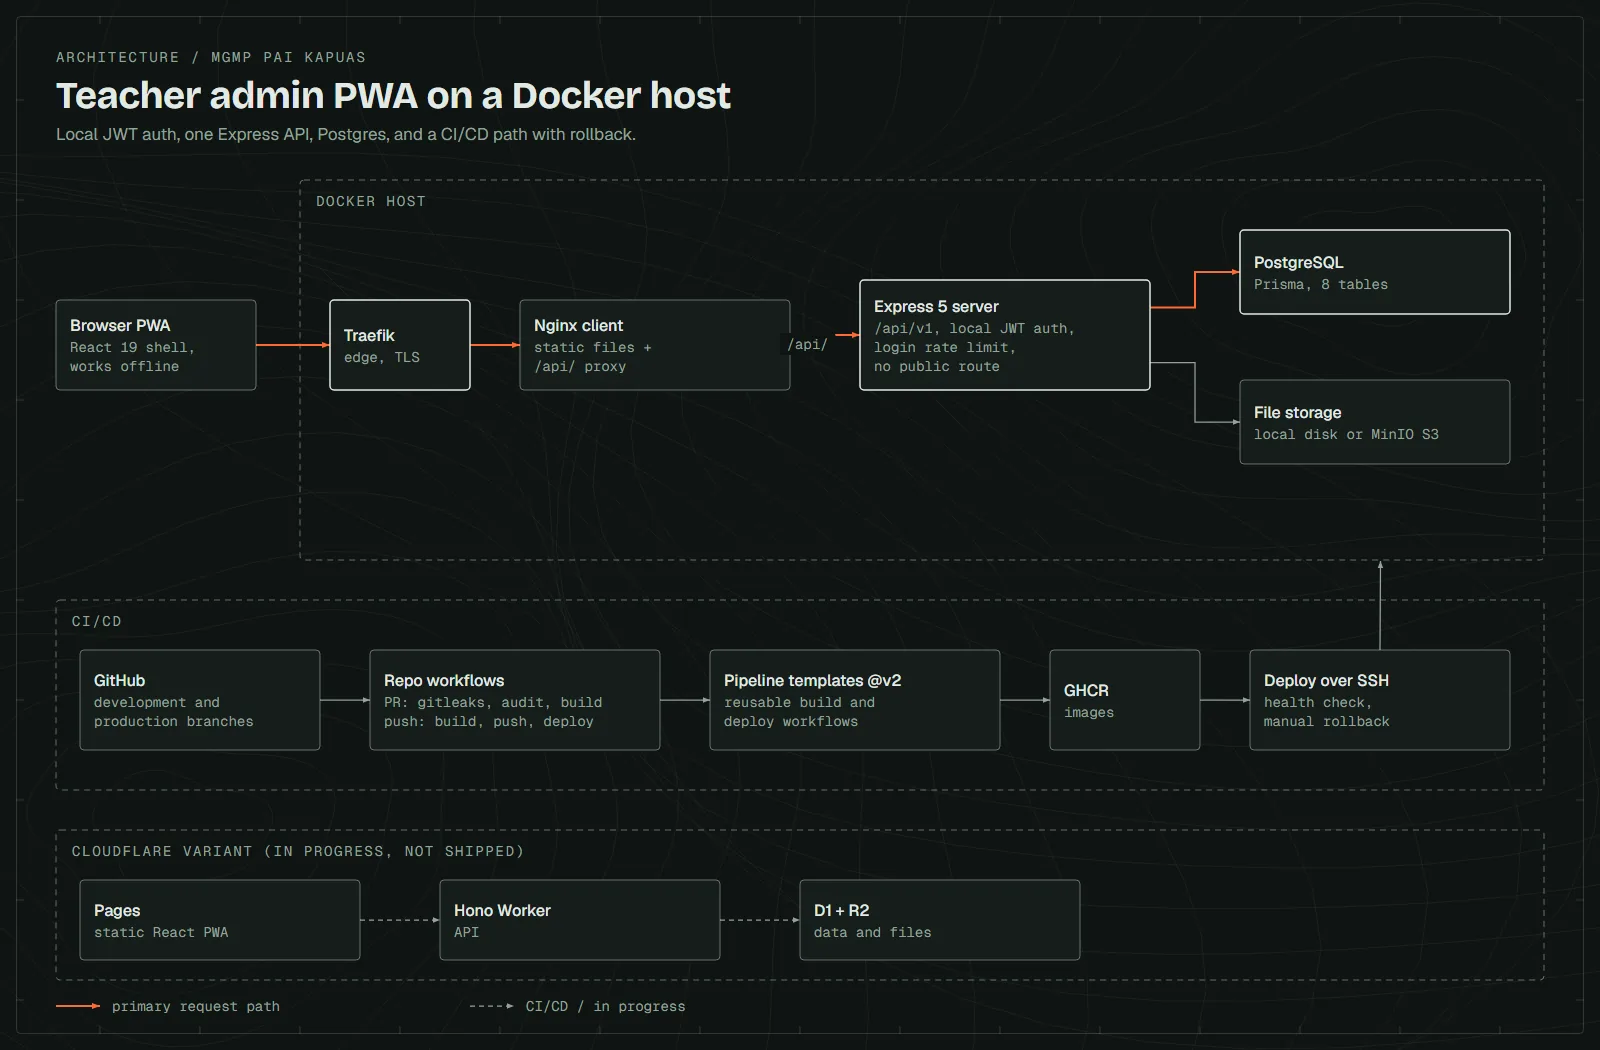 ARCHITECTURE / MGMP PAI KAPUAS
Teacher admin PWA on a Docker host
Local JWT auth, one Express API, Postgres, and a CI/CD path with rollback.
DOCKER HOST
Browser PWA
React 19 shell,
works offline
Traefik
edge, TLS
Nginx client
static files +
/api/ proxy
/api/
Express 5 server
/api/v1, local JWT auth,
login rate limit,
no public route
PostgreSQL
Prisma, 8 tables
File storage
local disk or MinIO S3
CI/CD
GitHub
development and
production branches
Repo workflows
PR: gitleaks, audit, build
push: build, push, deploy
Pipeline templates @v2
reusable build and
deploy workflows
GHCR
images
Deploy over SSH
health check,
manual rollback
CLOUDFLARE VARIANT (IN PROGRESS, NOT SHIPPED)
Pages
static React PWA
Hono Worker
API
D1 + R2
data and files
primary request path
CI/CD / in progress